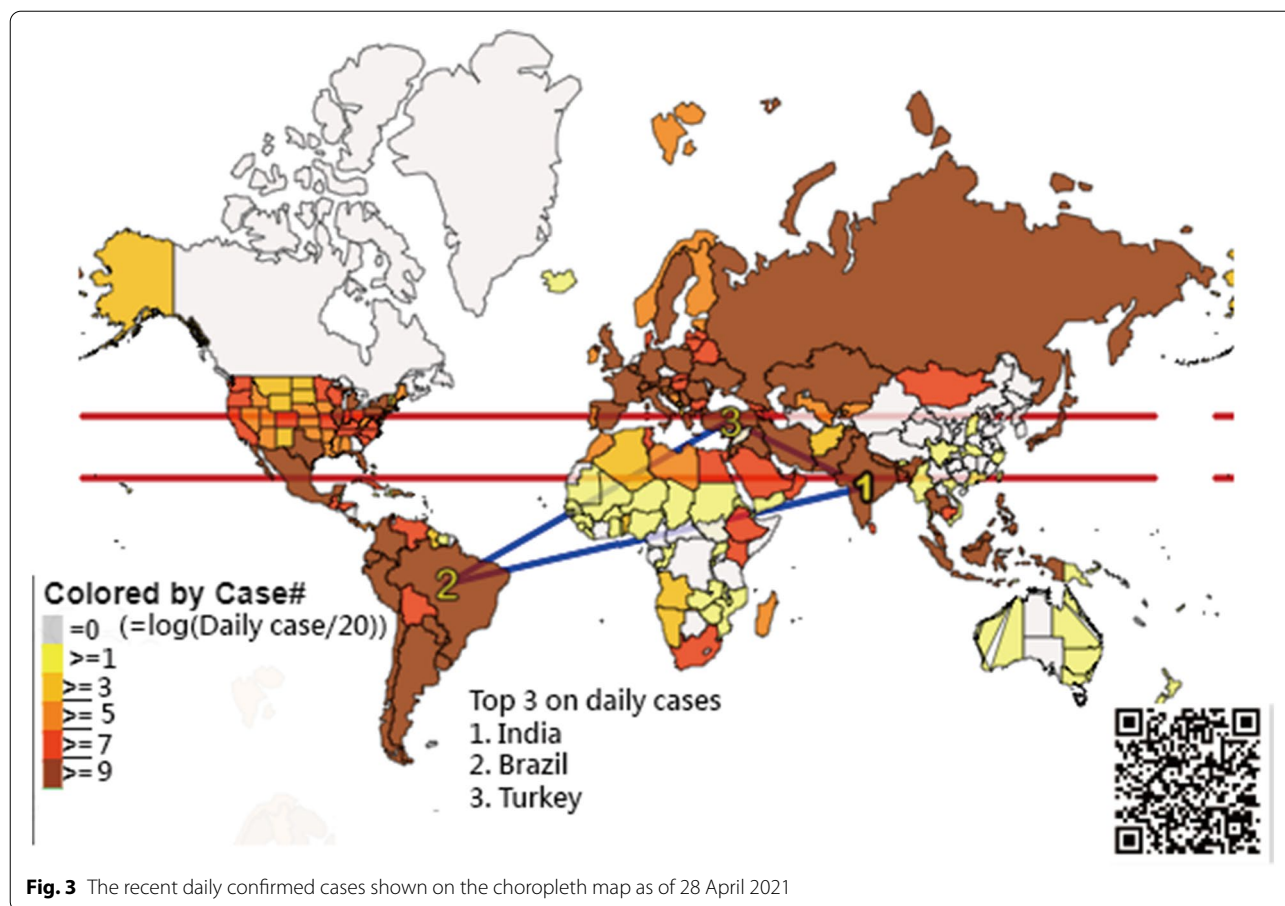 3
1
2
Colored by Case#
=0 (=log(Daily case/20))
>=1
>=3
>=5
>=7
>=9
Top 3 on daily cases
1. India
2. Brazil
3. Turkey
Fig. 3 The recent daily confirmed cases shown on the choropleth map as of 28 April 2021